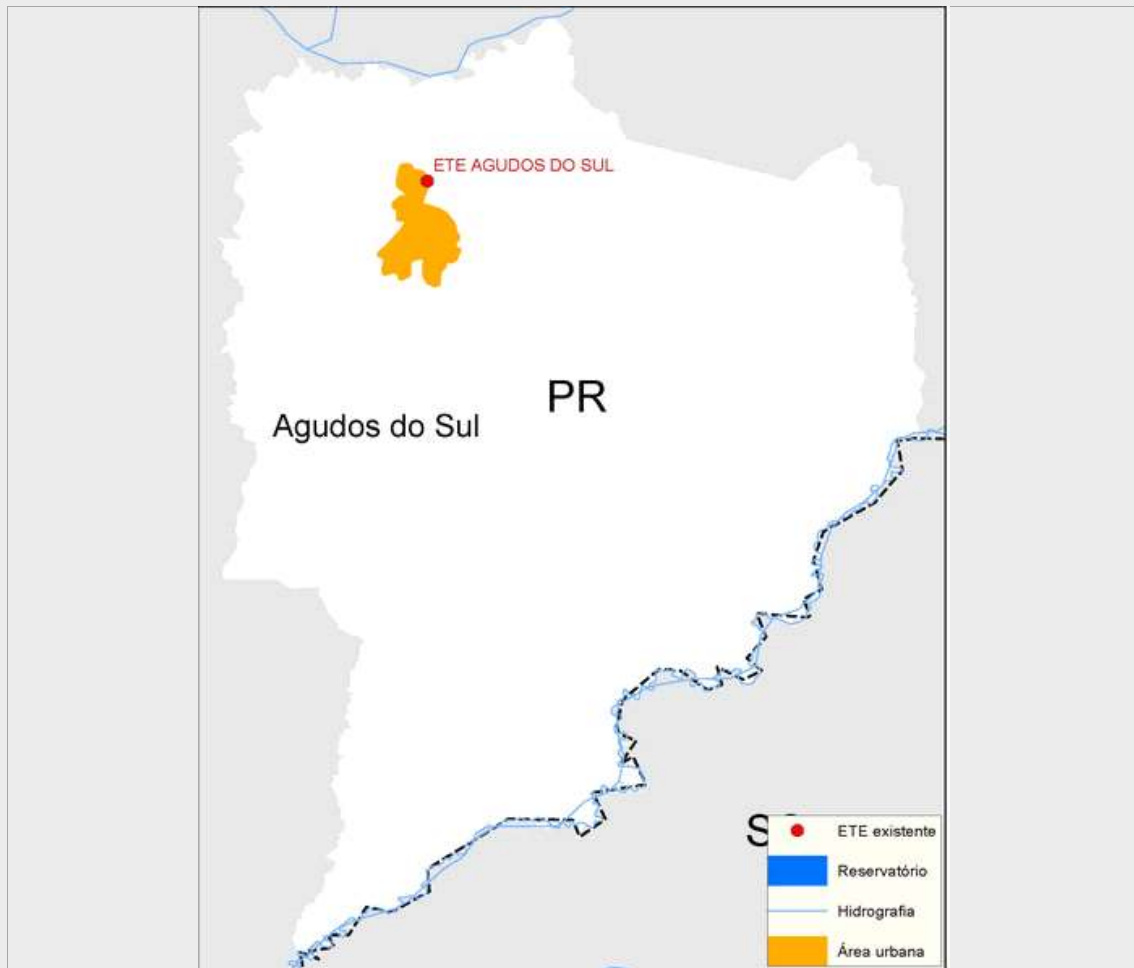 ETE AGUDOS DO SUL
PR
Agudos do Sul
ETE existente
Reservatório
Hidrografia
Área urbana